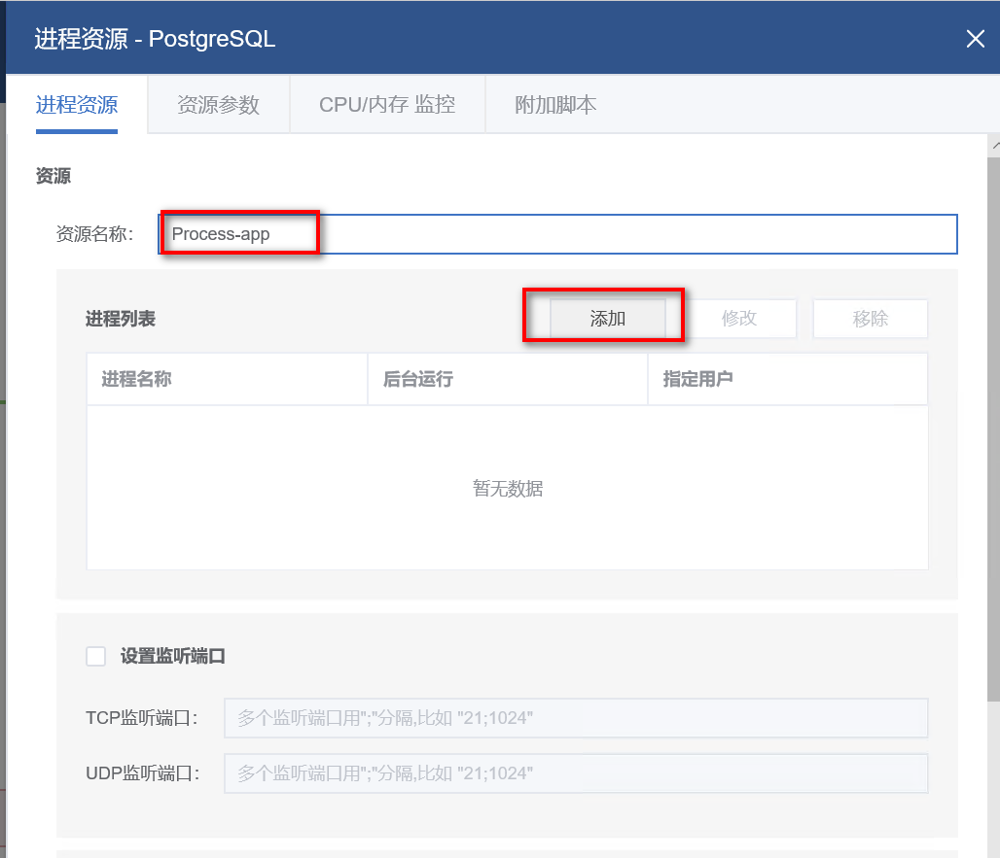 进程资源 - PostgreSQL
进程资源 资源参数 CPU/内存 监控 附加脚本
资源
资源名称： Process-app
进程列表 添加 修改 移除
进程名称 后台运行 指定用户
暂无数据
设置监听端口
TCP监听端口： 多个监听端口用";"分隔,比如 "21;1024"
UDP监听端口： 多个监听端口用";"分隔,比如 "21;1024"